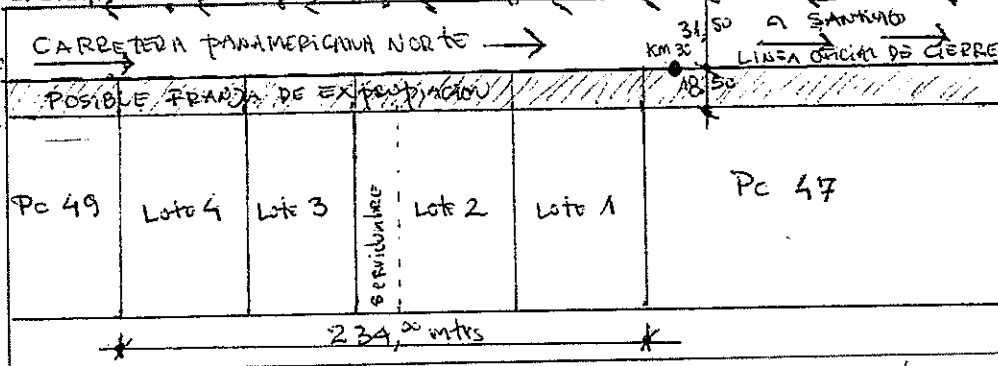 CARRETERA PANAMERICANA NORTE
31,50
A SANTIAGO
Km 30
LINEA OFICIAL DE CIERRE
POSIBLE FRANJA DE EXPROPIACION
18,50
Pc 49
Lote 4
Lote 3
servidumbre
Lote 2
Lote 1
Pc 47
234,00 mtrs